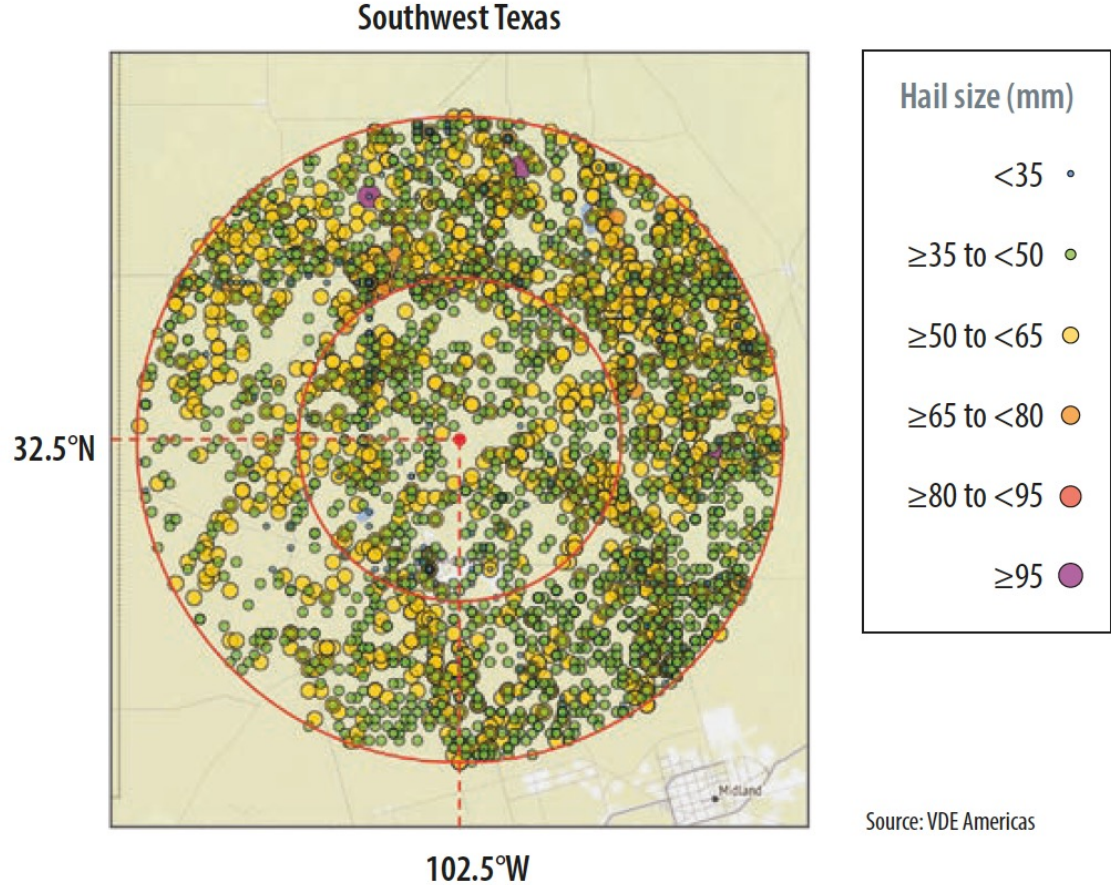 Southwest Texas
Hail size (mm)
<35
≥35 to <50
≥50 to <65
≥65 to <80
≥80 to <95
≥95
32.5°N
Midland
Source: VDE Americas
102.5°W